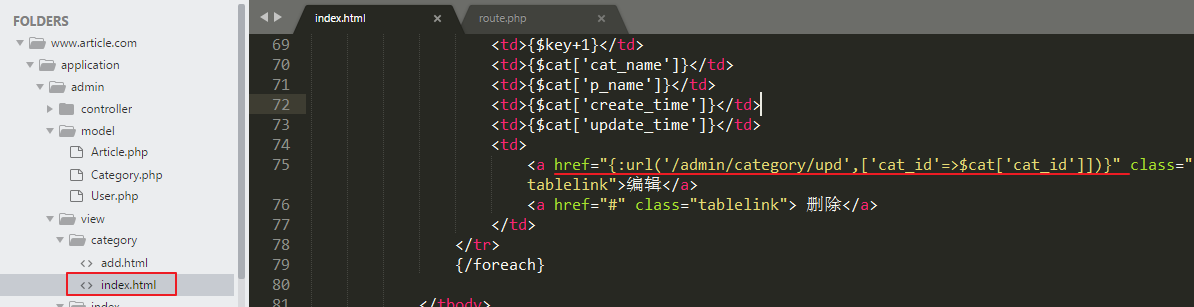 FOLDERS
www.article.com
application
admin
controller
model
Article.php
Category.php
User.php
view
category
add.html
index.html
index
index.html ×
route.php ×
69 <td>{$key+1}</td>
70 <td>{$cat['cat_name']}</td>
71 <td>{$cat['p_name']}</td>
72 <td>{$cat['create_time']}</td>
73 <td>{$cat['update_time']}</td>
74 <td>
75 <a href="{:url('/admin/category/upd',['cat_id'=>$cat['cat_id']])}" class="
tablelink">编辑</a>
76 <a href="#" class="tablelink"> 删除</a>
77 </td>
78 </tr>
79 {/foreach}
80
81 </tbody>